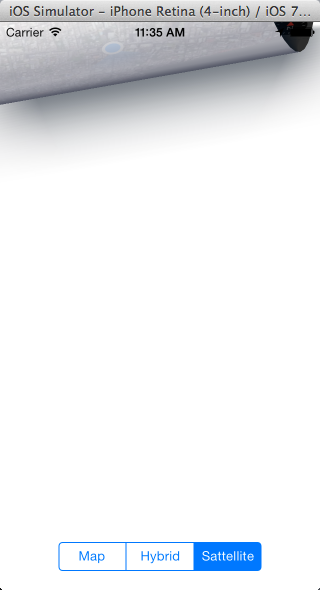 iOS Simulator - iPhone Retina (4-inch) / iOS 7...
Carrier 11:35 AM
Map Hybrid Sattellite